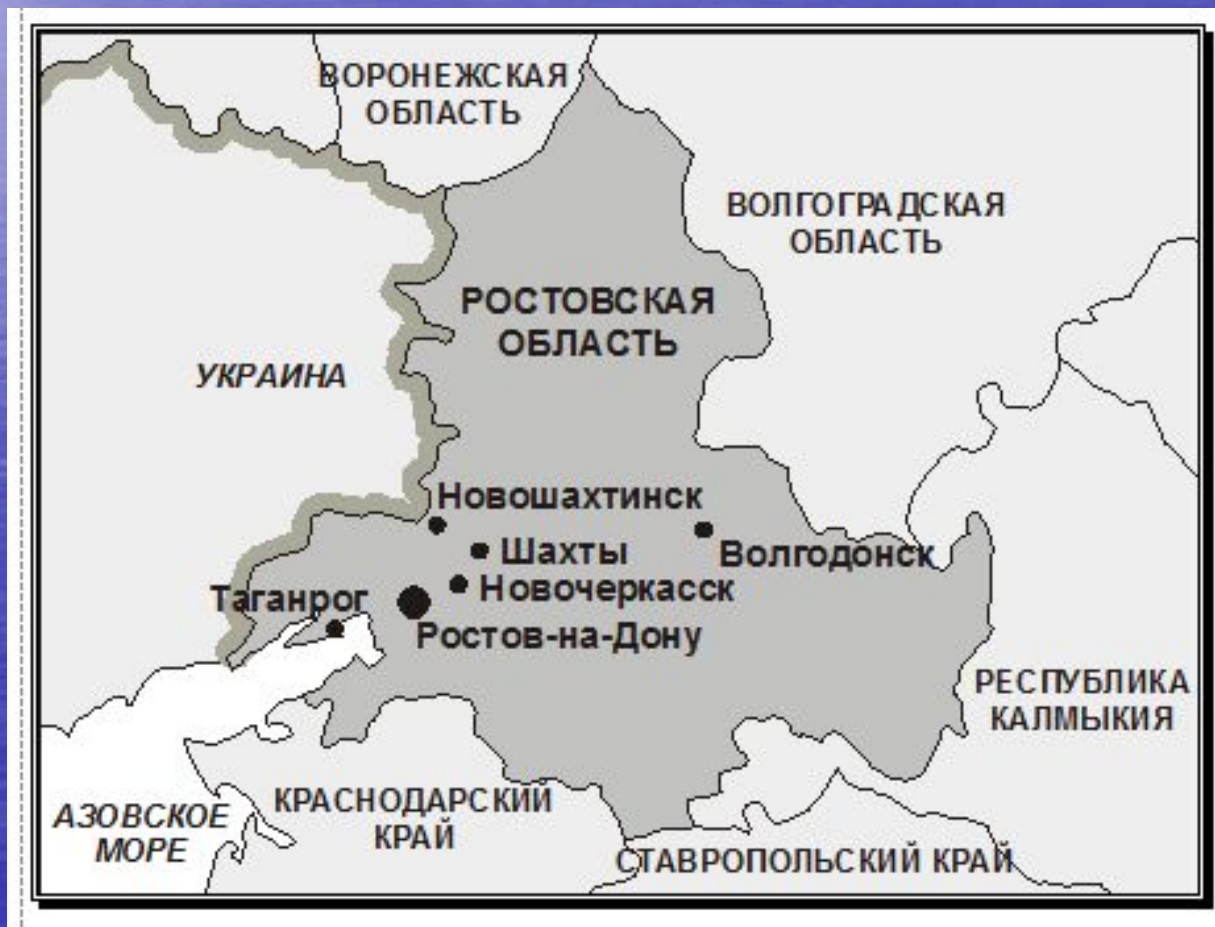 ВОРОНЕЖСКАЯ
ОБЛАСТЬ
ВОЛГОГРАДСКАЯ
ОБЛАСТЬ
РОСТОВСКАЯ
ОБЛАСТЬ
УКРАИНА
Новошахтинск
Шахты
Волгодонск
Новочеркасск
Таганрог
Ростов-на-Дону
РЕСПУБЛИКА
КАЛМЫКИЯ
КРАСНОДАРСКИЙ
КРАЙ
АЗОВСКОЕ
МОРЕ
СТАВРОПОЛЬСКИЙ КРАЙ